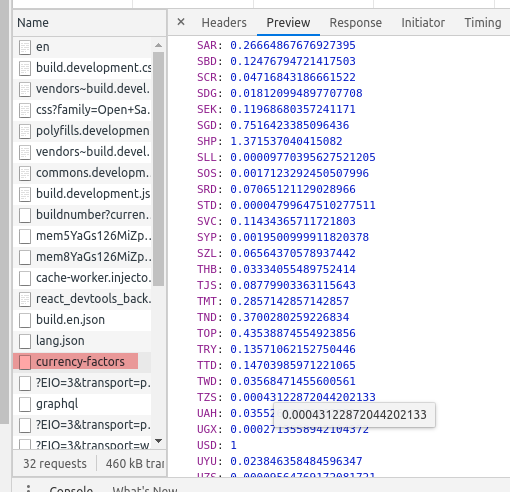 Name
en
build.development.cs
vendors~build.devel.
css?family=Open+Sa.
polyfills.developmen
vendors~build.devel.
commons.developm.
build.development.js
buildnumber?curren.
mem5YaGs126MiZp..
mem8YaGs126MiZp..
cache-worker.injecto.
react_devtools_back.
build.en.json
lang.json
currency-factors
?EIO=3&transport=p.
graphql
?EIO=3&transport=p.
?EIO=3&transport=w
32 requests 460 kB tran
× Headers Preview Response Initiator Timing
SAR: 0.26664867676927395
SBD: 0.12476794721417503
SCR: 0.04716843186661522
SDG: 0.018120994897707708
SEK: 0.11968680357241171
SGD: 0.7516423385096436
SHP: 1.371537040415082
SLL: 0.00009770395627521205
SOS: 0.0017123292450507996
SRD: 0.07065121129028966
STD: 0.00004799647510277511
SVC: 0.11434365711721803
SYP: 0.0019500999911820378
SZL: 0.06564370578937442
THB: 0.03334055489752414
TJS: 0.08779903363115643
TMT: 0.2857142857142857
TND: 0.3700280259226834
TOP: 0.43538874554923856
TRY: 0.13571062152750446
TTD: 0.14703985971221065
TWD: 0.03568471455600561
TZS: 0.00043122872044202133
UAH: 0.0355
0.00043122872044202133
UGX: 0.0002713558942104372
USD: 1
UYU: 0.023846358484596347
UZS: 0.00009564769172081721
Console What's New